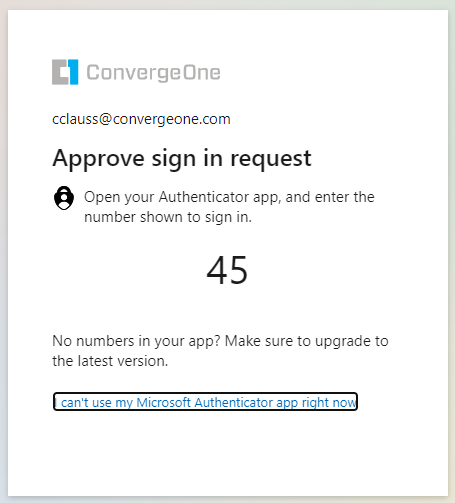 ConvergeOne
cclauss@convergeone.com
Approve sign in request
Open your Authenticator app, and enter the
number shown to sign in.
45
No numbers in your app? Make sure to upgrade to
the latest version.
I can't use my Microsoft Authenticator app right now